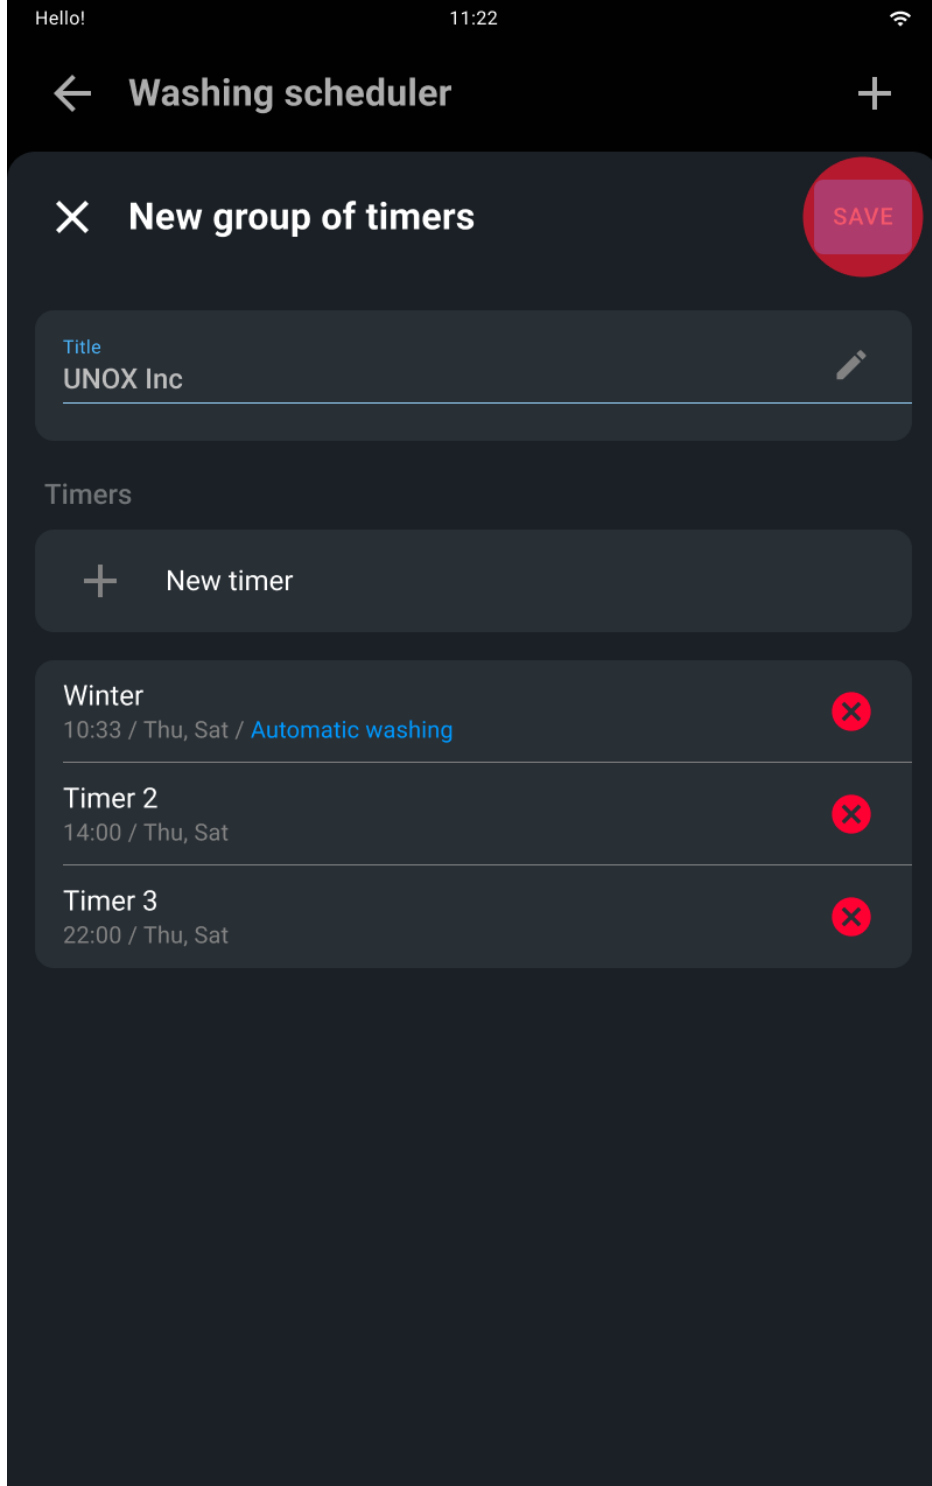 Hello!
11:22
Washing scheduler
New group of timers
SAVE
Title
UNOX Inc
Timers
New timer
Winter
10:33 / Thu, Sat / Automatic washing
Timer 2
14:00 / Thu, Sat
Timer 3
22:00 / Thu, Sat